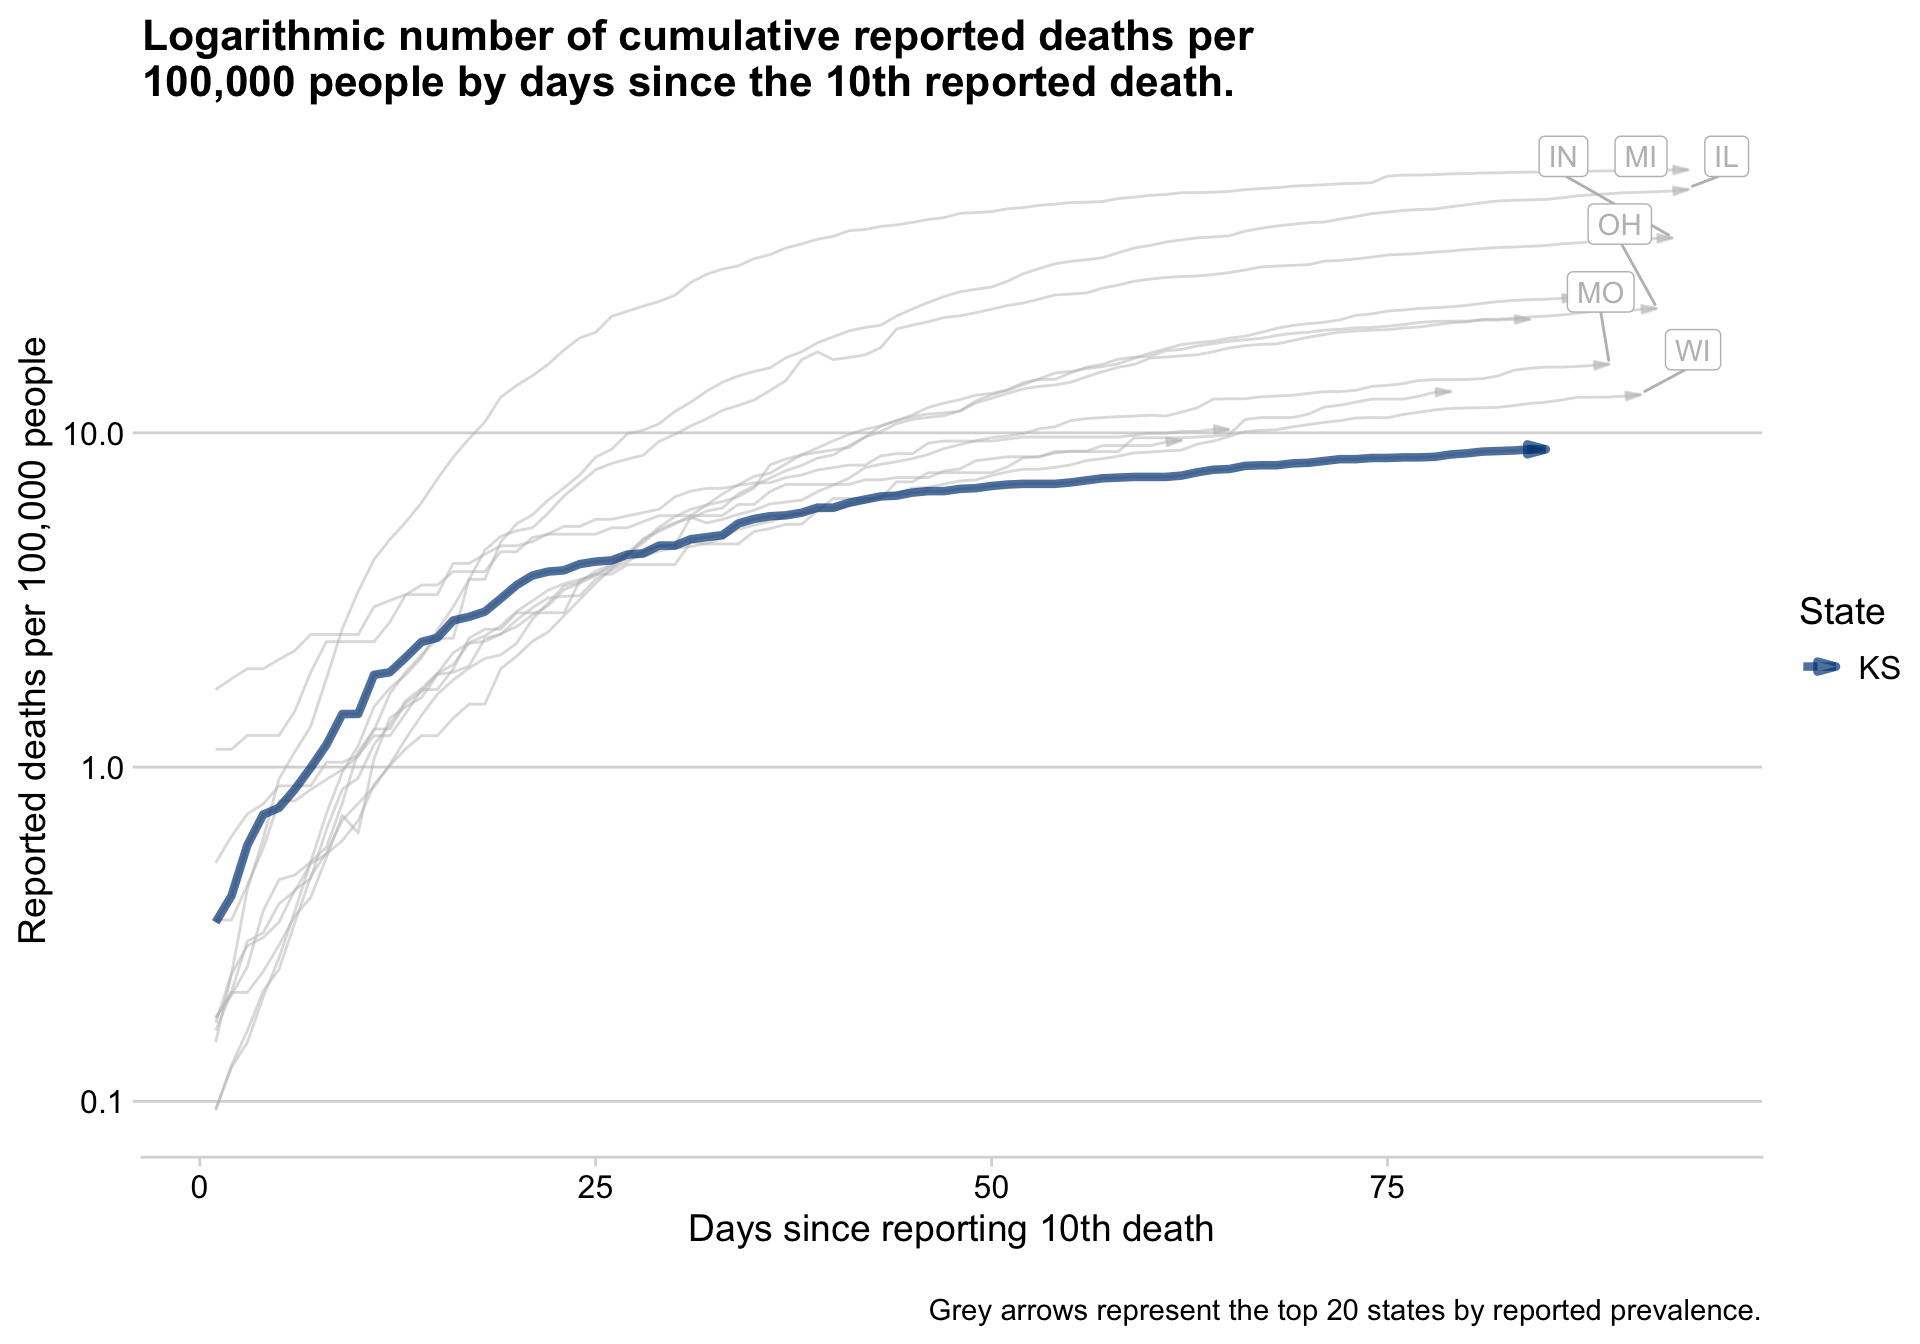 Logarithmic number of cumulative reported deaths per
100,000 people by days since the 10th reported death.
IN MI IL
OH
MO
WI
Reported deaths per 100,000 people
10.0
1.0
0.1
State
KS
0 25 50 75
Days since reporting 10th death
Grey arrows represent the top 20 states by reported prevalence.